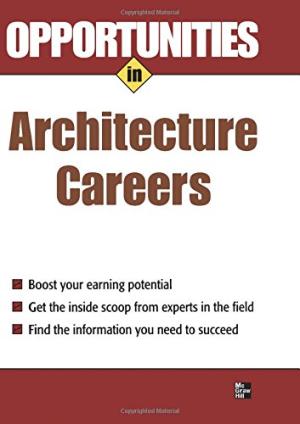 OPPORTUNITIES
in
Architecture
Careers
Boost your earning potential
Get the inside scoop from experts in the field
Find the information you need to succeed
Mc
Graw
Hill